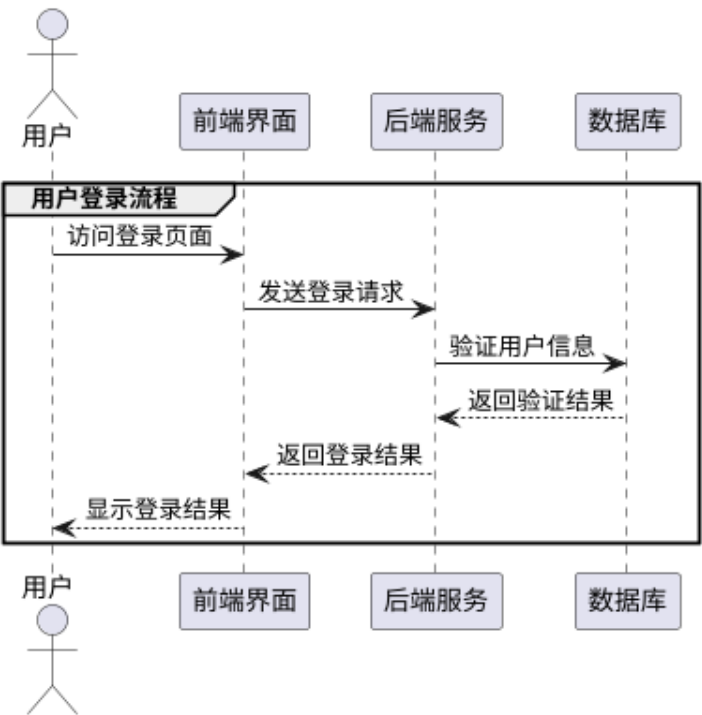 用户
前端界面
后端服务
数据库
用户登录流程
访问登录页面
发送登录请求
验证用户信息
返回验证结果
返回登录结果
显示登录结果
用户
前端界面
后端服务
数据库